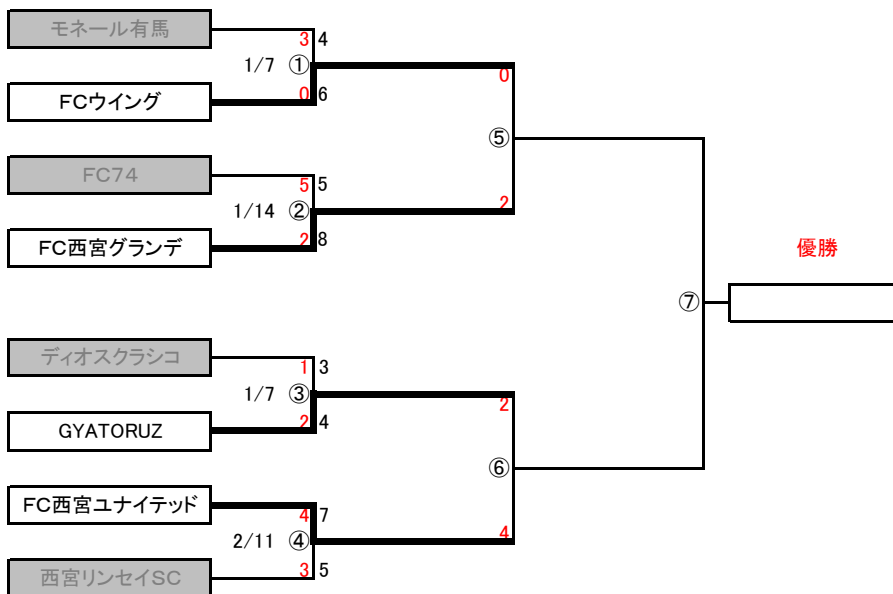 モネール有馬
3 4
1/7 ①
0
FCウイング
0 6
⑤
FC74
5 5
1/14 ②
2
FC西宮グランデ
2 8
優勝
⑦
ディオスクラシコ
1 3
1/7 ③
2
GYATORUZ
2 4
⑥
FC西宮ユナイテッド
4 7
2/11 ④
4
西宮リンセイSC
3 5